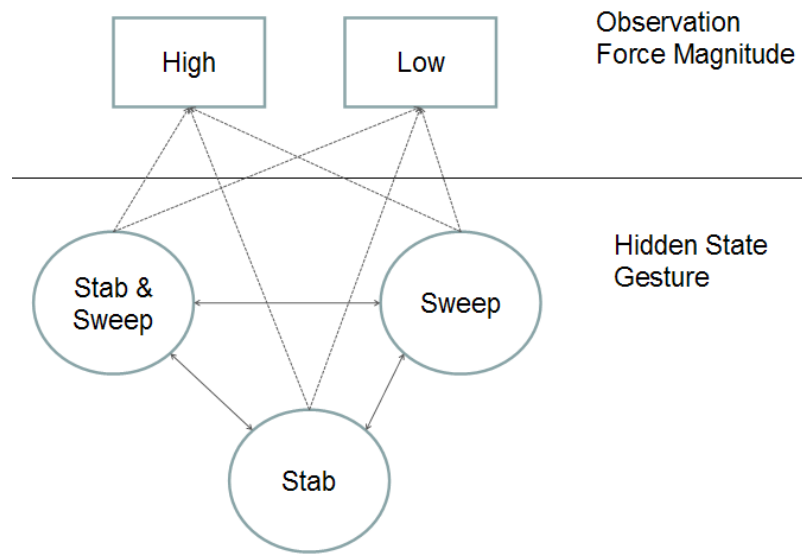 Observation
Force Magnitude
High
Low
Hidden State
Gesture
Stab &
Sweep
Sweep
Stab